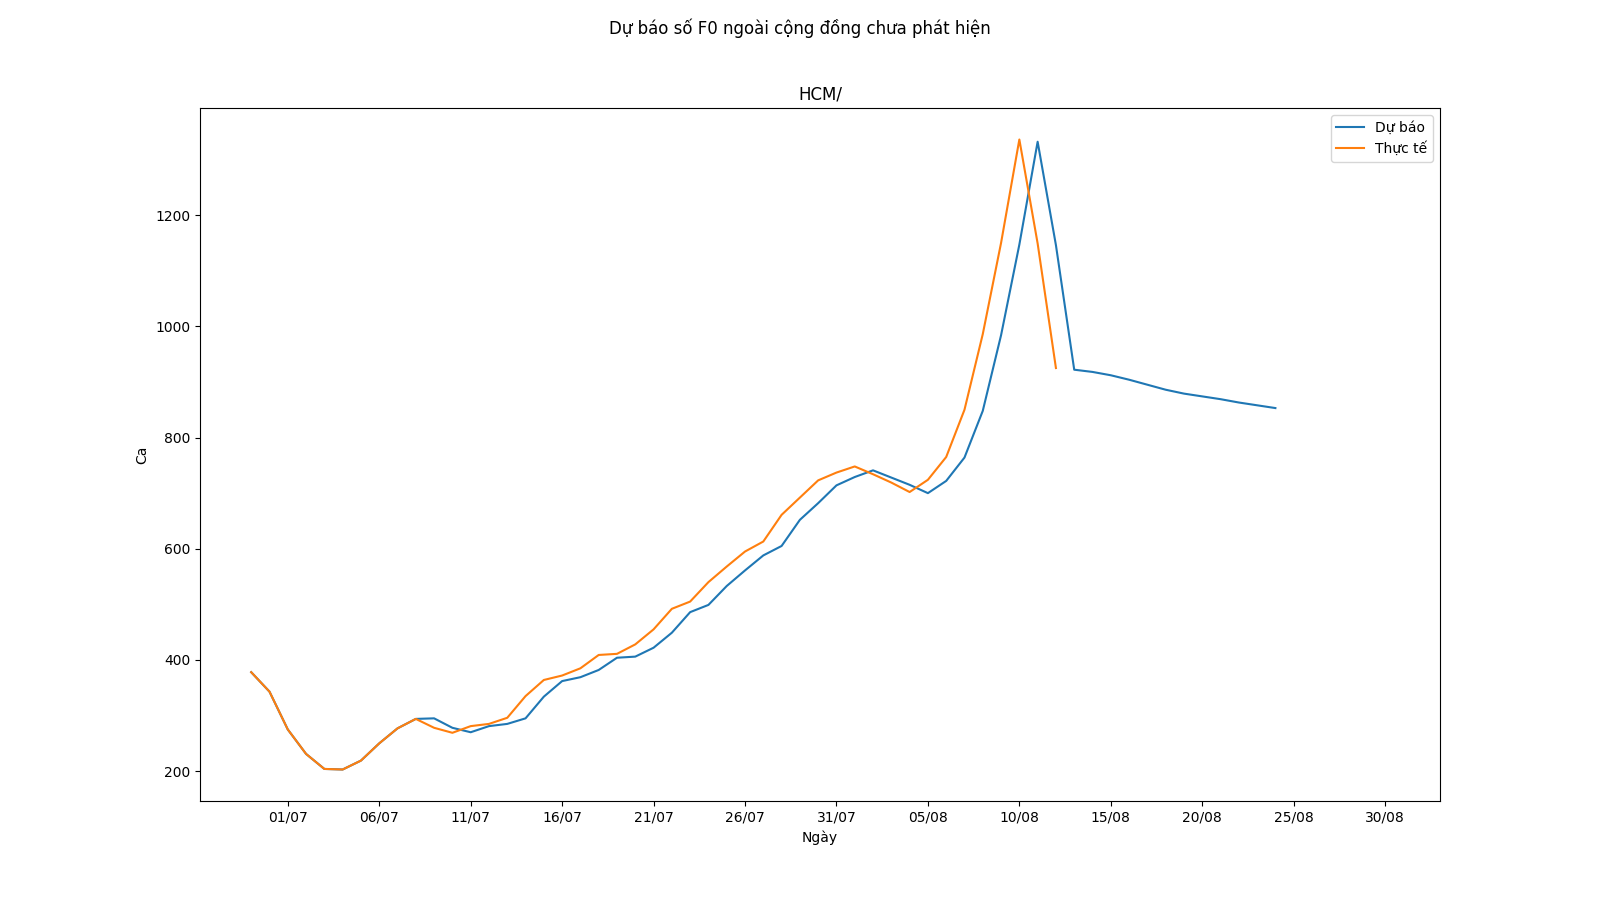 Dự báo số F0 ngoài cộng đồng chưa phát hiện
HCM/
Dự báo
Thực tế
1200
1000
800
600
400
200
Ca
01/07 06/07 11/07 16/07 21/07 26/07 31/07 05/08 10/08 15/08 20/08 25/08 30/08
Ngày